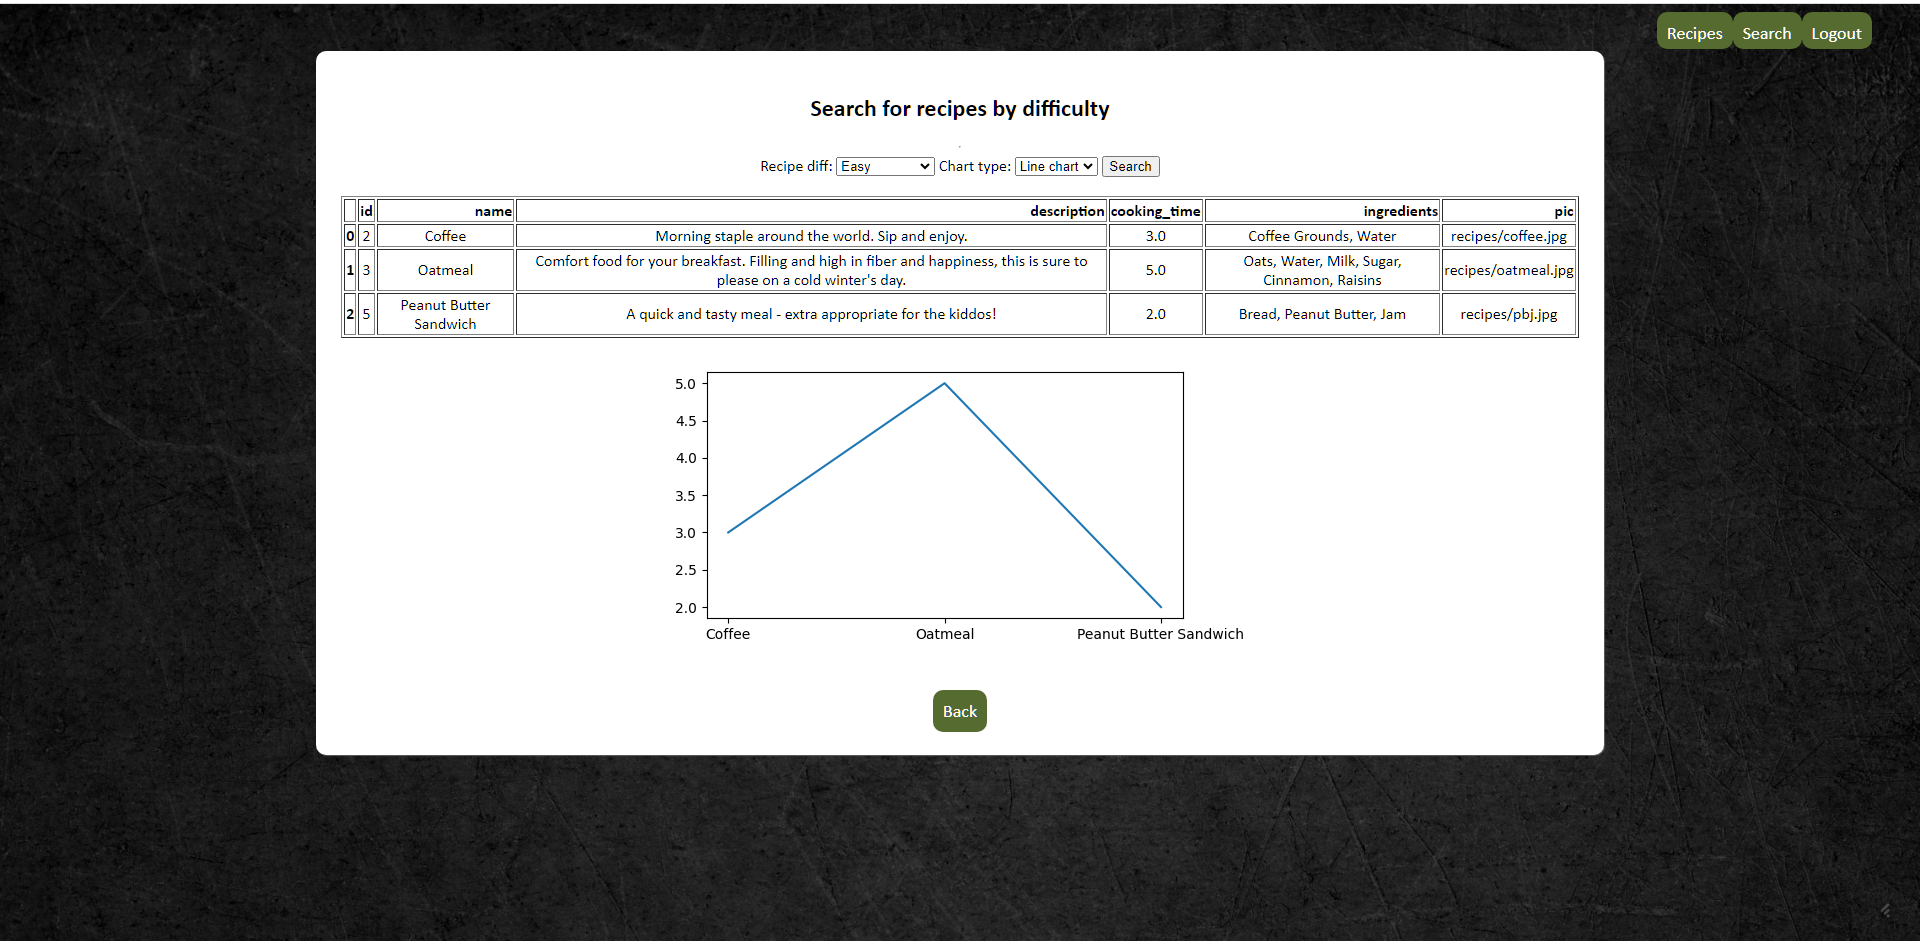 Recipes Search Logout
Search for recipes by difficulty
Recipe diff: Easy Chart type: Line chart Search
id name description cooking_time ingredients pic
0 2 Coffee Morning staple around the world. Sip and enjoy. 3.0 Coffee Grounds, Water recipes/coffee.jpg
1 3 Oatmeal Comfort food for your breakfast. Filling and high in fiber and happiness, this is sure to
please on a cold winter's day. 5.0 Oats, Water, Milk, Sugar,
Cinnamon, Raisins recipes/oatmeal.jpg
2 5 Peanut Butter
Sandwich A quick and tasty meal - extra appropriate for the kiddos! 2.0 Bread, Peanut Butter, Jam recipes/pbj.jpg
5.0
4.5
4.0
3.5
3.0
2.5
2.0
Coffee Oatmeal Peanut Butter Sandwich
Back